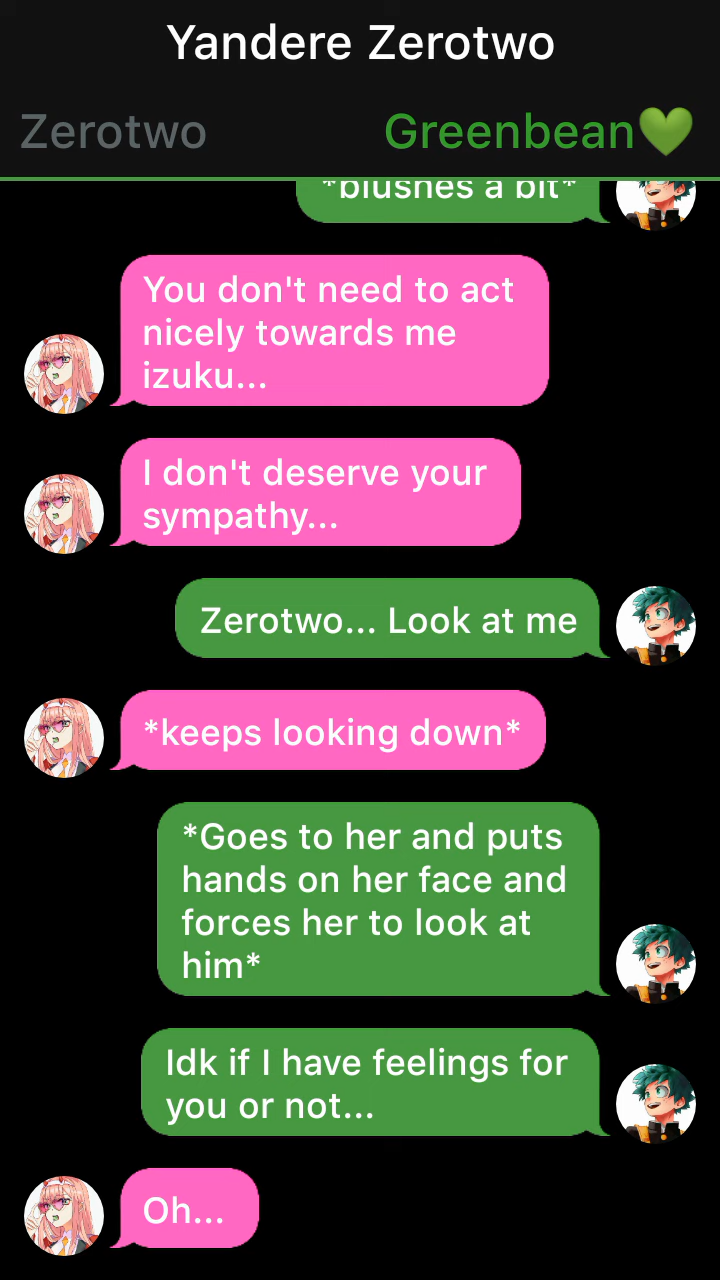 Yandere Zerotwo
Zerotwo
Greenbean💚
*blushes a bit*
You don't need to act
nicely towards me
izuku...
I don't deserve your
sympathy...
Zerotwo... Look at me
*keeps looking down*
*Goes to her and puts
hands on her face and
forces her to look at
him*
Idk if I have feelings for
you or not...
Oh...